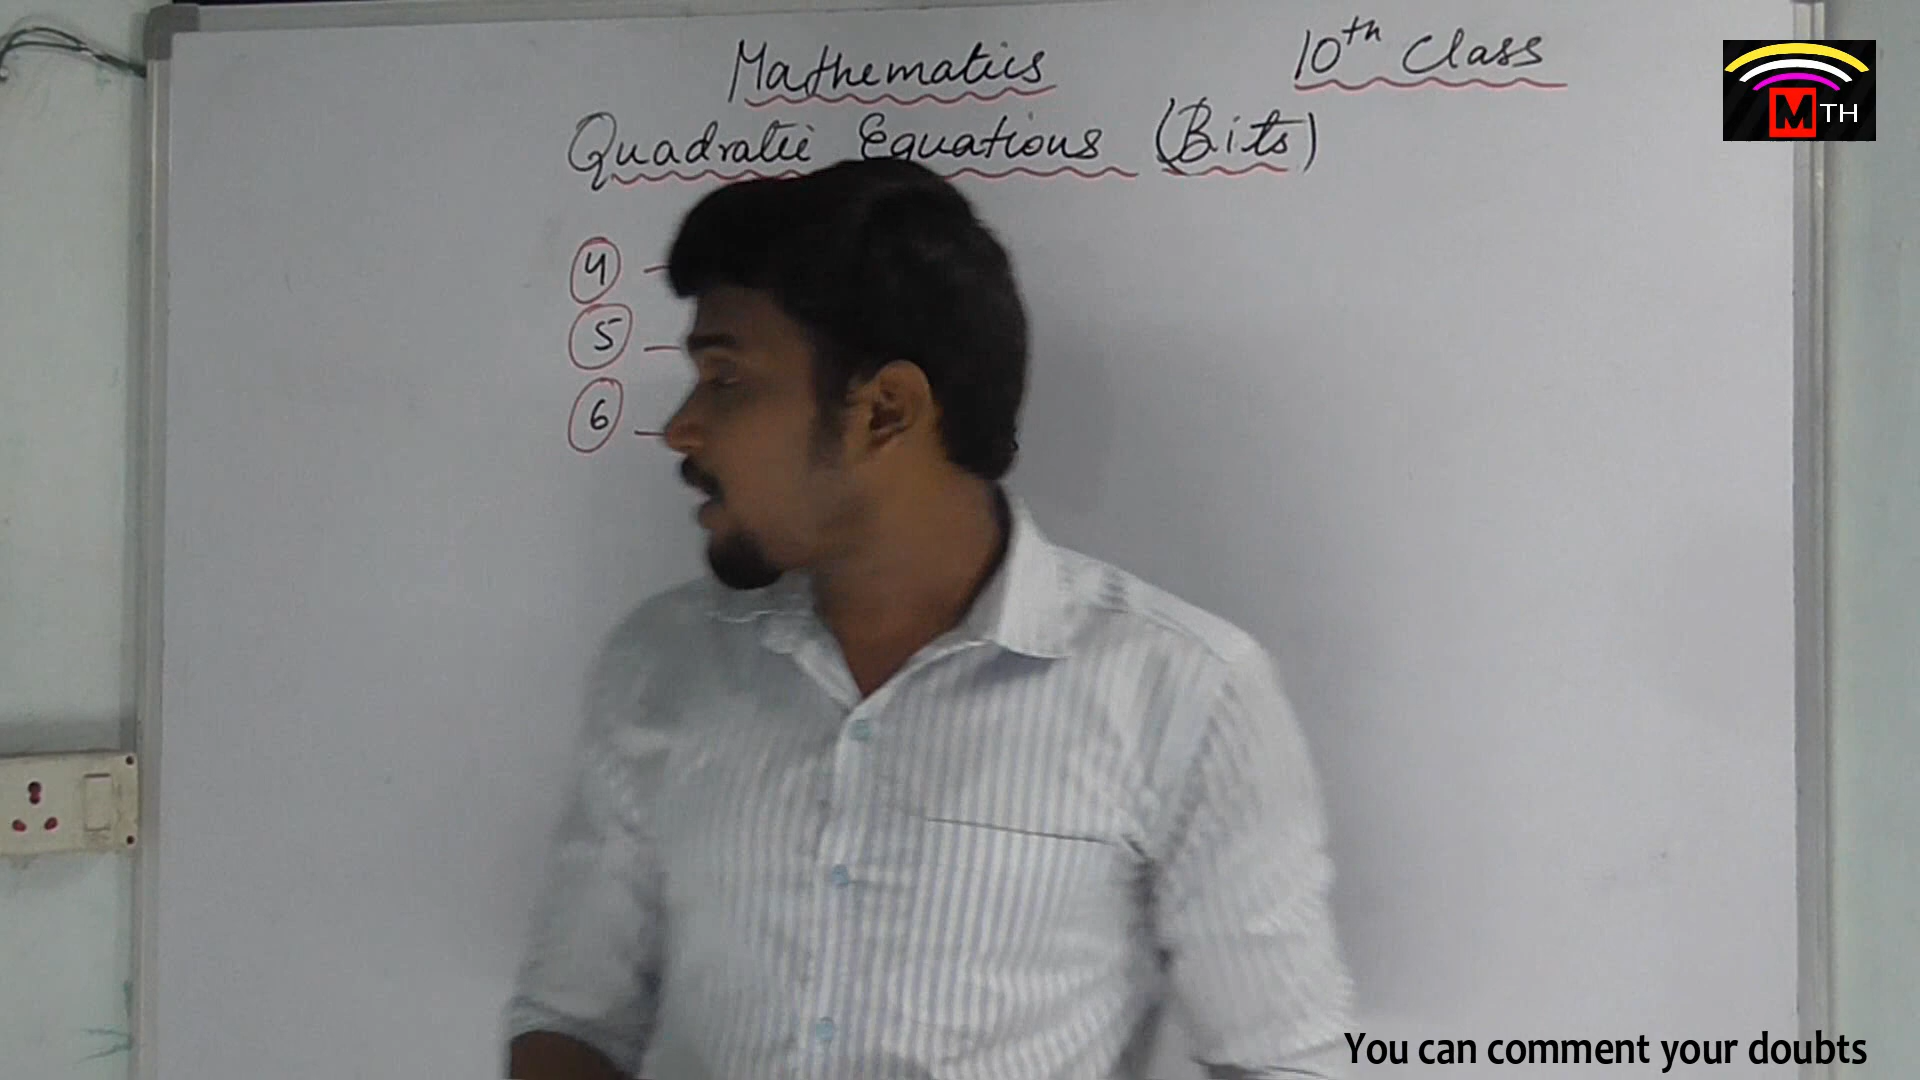 Mathematics
10th Class
Quadratic Equations (Bits)
4 -
5 -
6 -
MTH
You can comment your doubts